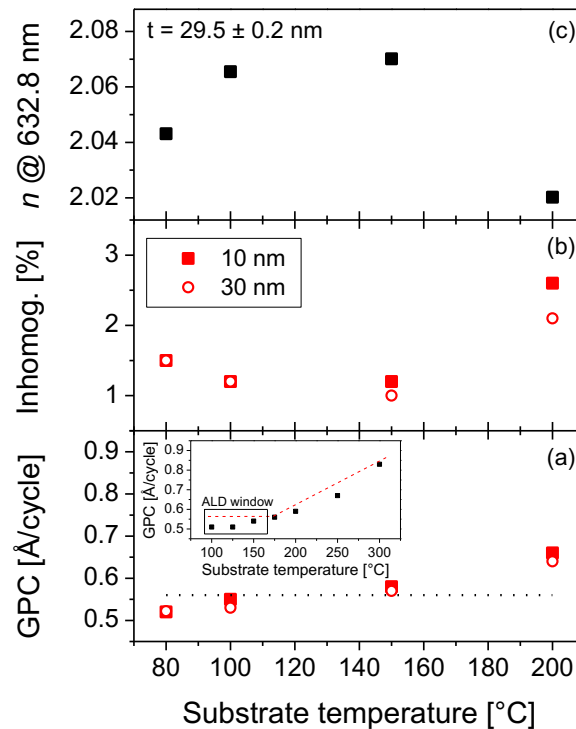 t = 29.5 ± 0.2 nm
(c)
2.08
2.06
2.04
2.02
n @ 632.8 nm
(b)
10 nm
30 nm
3
2
1
Inhomog. [%]
(a)
0.9
0.8
0.7
0.6
0.5
GPC [Å/cycle]
0.9
0.8
0.7
0.6
0.5
GPC [Å/cycle]
ALD window
100 150 200 250 300
Substrate temperature [°C]
80 100 120 140 160 180 200
Substrate temperature [°C]